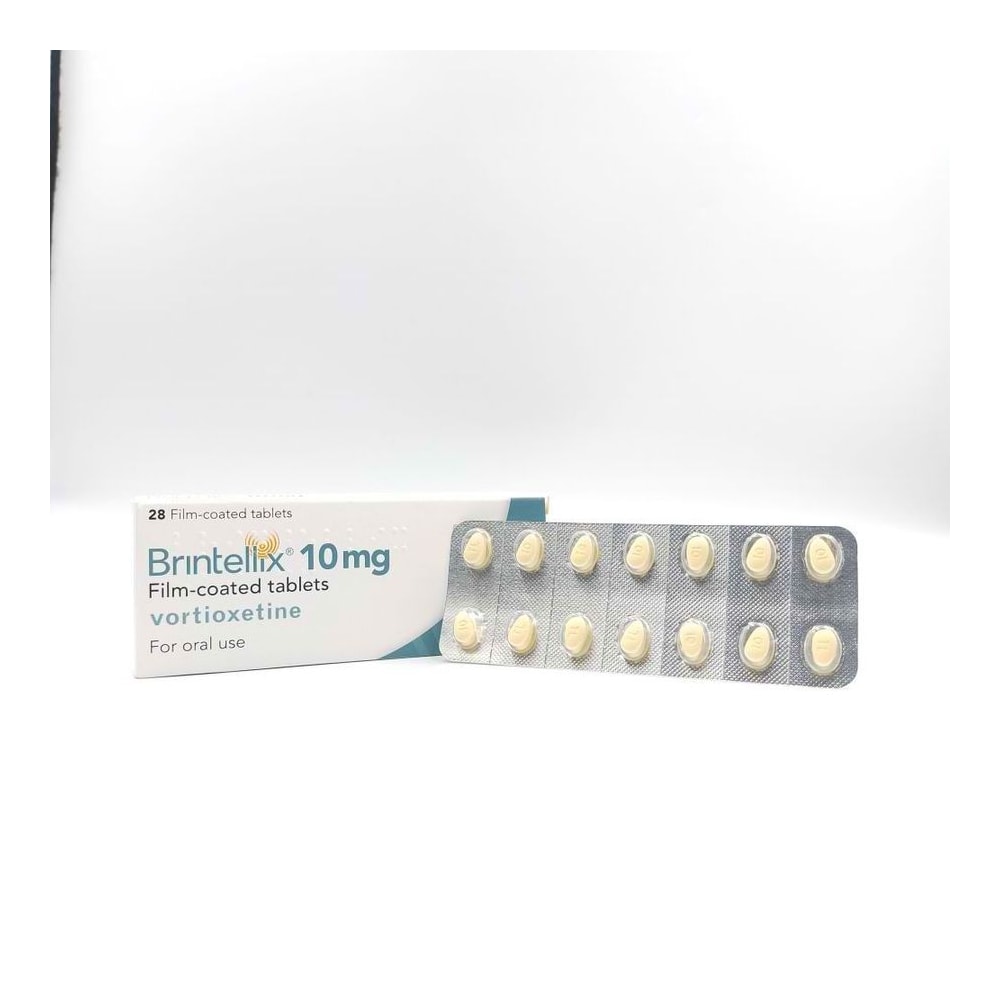 28 Film-coated tablets
Brintellix® 10 mg
Film-coated tablets
vortioxetine
For oral use